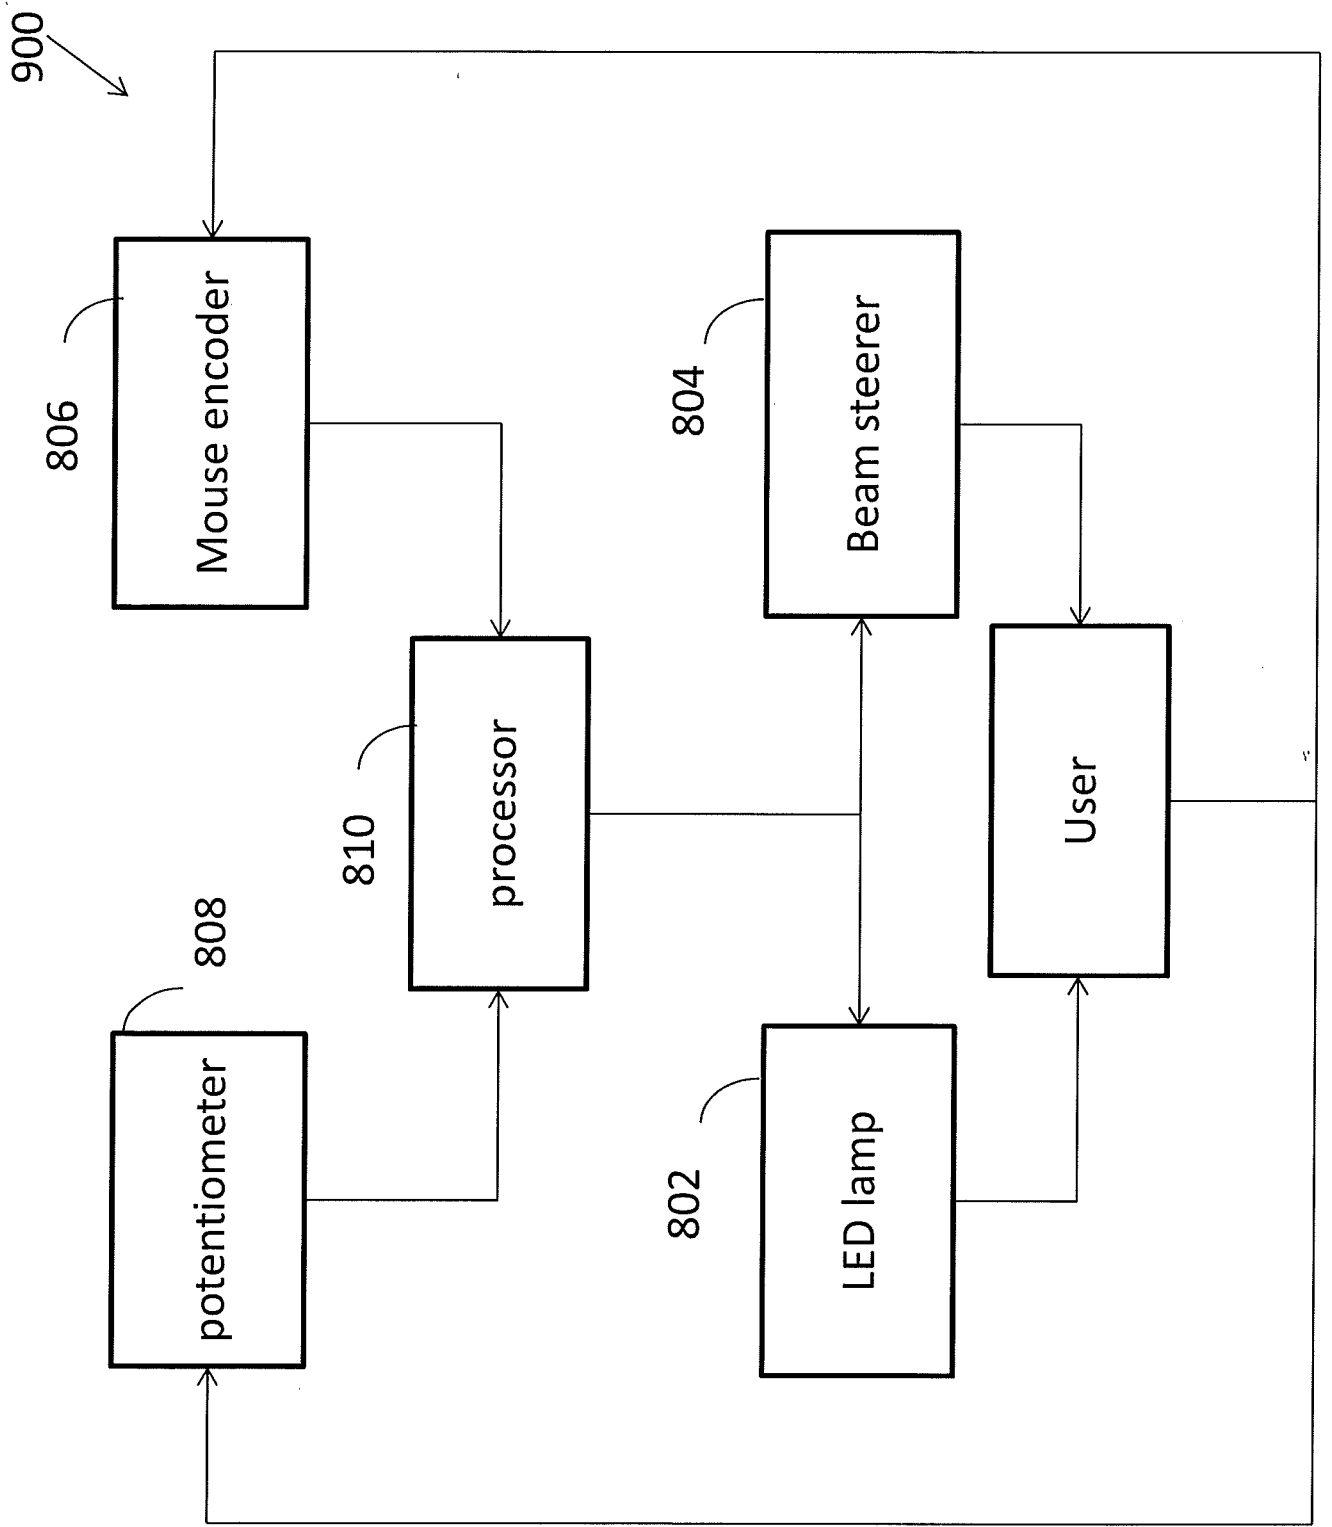 900
808
potentiometer
806
Mouse encoder
810
processor
802
LED lamp
804
Beam steerer
User